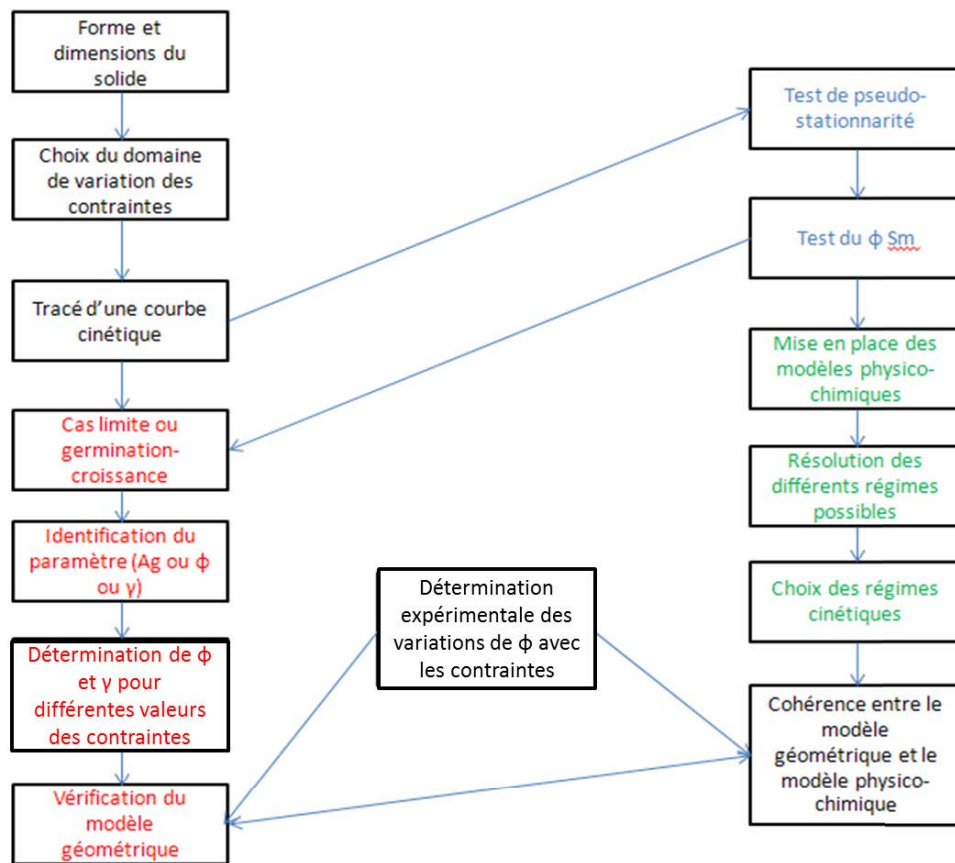 Forme et
dimensions du
solide
Choix du domaine
de variation des
contraintes
Tracé d’une courbe
cinétique
Cas limite ou
germination-
croissance
Identification du
paramètre (Ag ou ϕ
ou γ)
Détermination de ϕ
et γ pour
différentes valeurs
des contraintes
Vérification du
modèle
géométrique
Détermination
expérimentale des
variations de ϕ avec
les contraintes
Test de pseudo-
stationnarité
Test du ϕ Sm
Mise en place des
modèles physico-
chimiques
Résolution des
différents régimes
possibles
Choix des régimes
cinétiques
Cohérence entre le
modèle
géométrique et le
modèle physico-
chimique